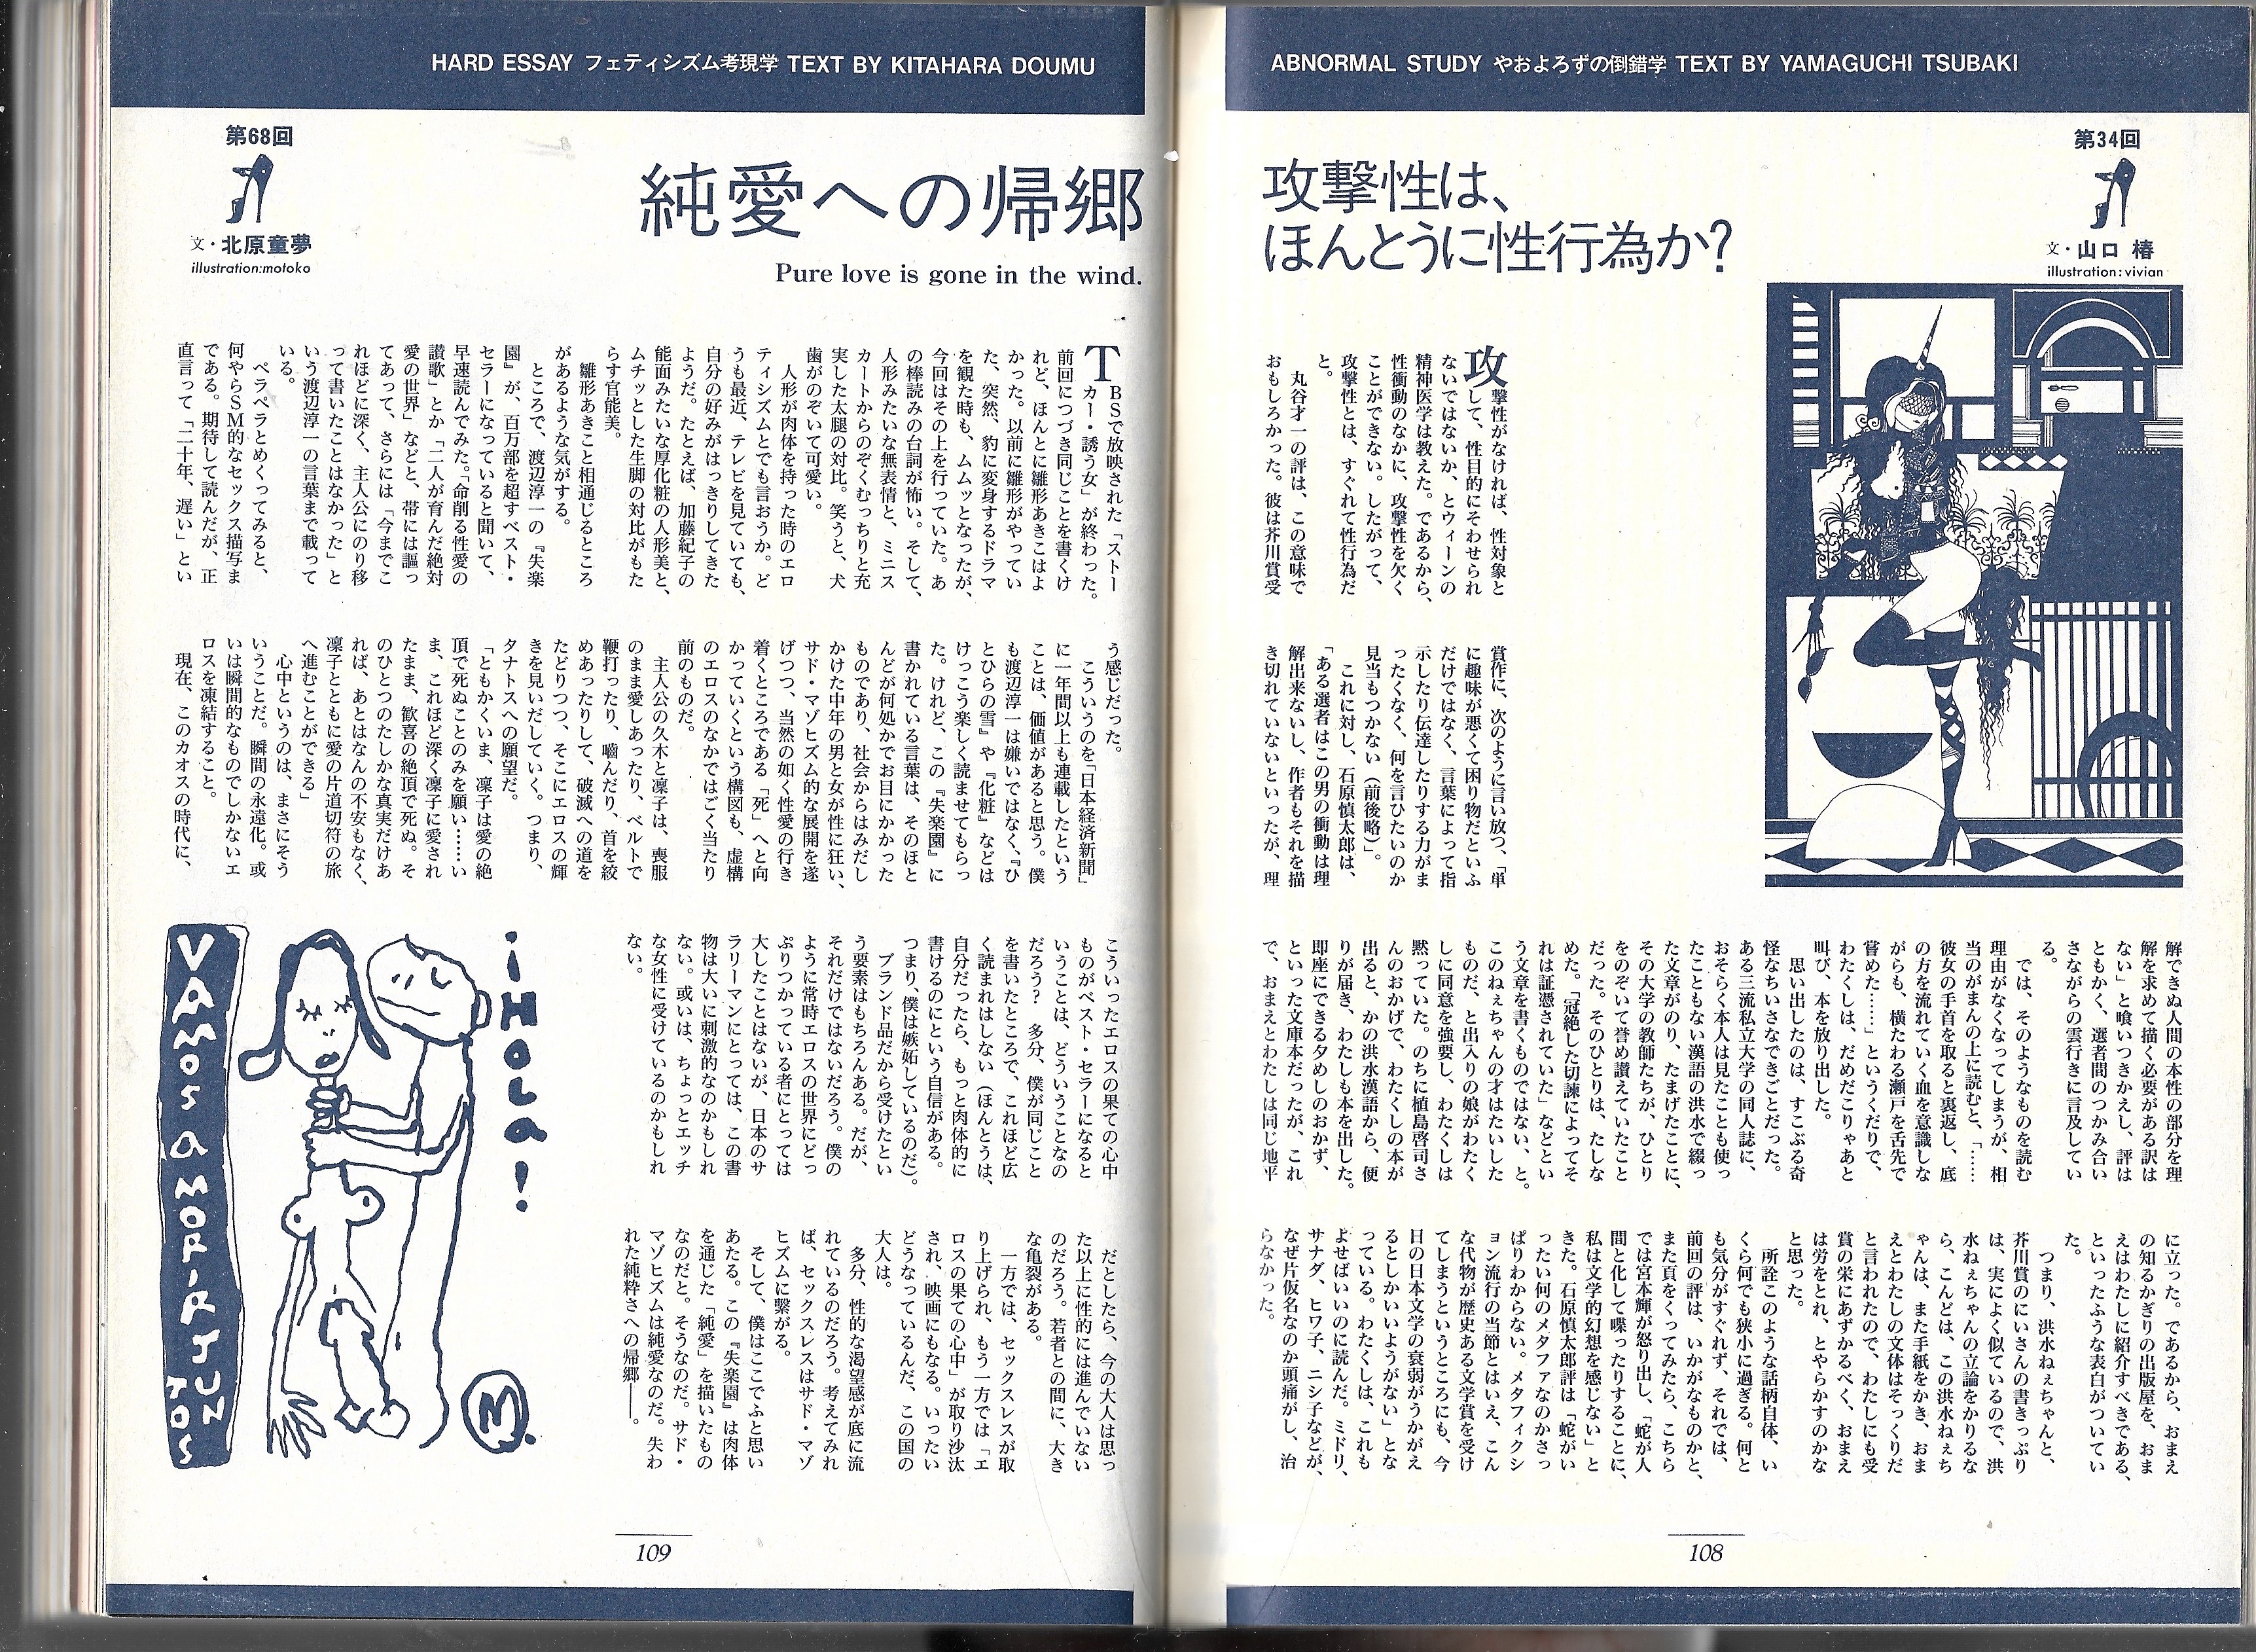 ABNORMAL STUDY やおよろずの倒錯学 TEXT BY YAMAGUCHI TSUBAKI
第34回
文・山口 椿
illustration:vivian
攻撃性は、
ほんとうに性行為か?
攻撃性がなければ、性対象と
して、性目的にそわせられ
ないではないか、とウィーンの
精神医学は教えた。であるから、
性衝動のなかに、攻撃性を欠く
ことができない。したがって、
攻撃性とは、すぐれて性行為だ
と。
丸谷才一の評は、この意味で
おもしろかった。彼は芥川賞受
賞作に、次のように言い放つ、「単
に趣味が悪くて困り物だといふ
だけではなく、言葉によって指
示したり伝達したりする力がま
ったくなく、何を言ひたいのか
見当もつかない（前後略）」。
これに対し、石原慎太郎は、
「ある選者はこの男の衝動は理
解出来ないし、作者もそれを描
き切れていないといったが、理
解できぬ人間の本性の部分を理
解を求めて描く必要がある訳は
ない」と喰いつきかえし、評は
ともかく、選者間のつかみ合い
さながらの雲行きに言及してい
る。
では、そのようなものを読む
理由がなくなってしまうが、相
当のがまんの上に読むと、「……
彼女の手首を取ると裏返し、底
の方を流れていく血を意識しな
がらも、横たわる瀬戸を舌先で
嘗めた……」というくだりで、
わたくしは、だめだこりゃあと
叫び、本を放り出した。
思い出したのは、すこぶる奇
怪なちいさなできごとだった。
ある三流私立大学の同人誌に、
おそらく本人は見たことも使っ
たこともない漢語の洪水で綴っ
た文章がのり、たまげたことに、
その大学の教師たちが、ひとり
をのぞいて誉め讃えていたこと
だった。そのひとりは、たしな
めた。「冠絶した切諫によってそ
れは証憑されていた」などとい
う文章を書くものではない、と。
このねぇちゃんの才はたいした
ものだ、と出入りの娘がわたく
しに同意を強要し、わたくしは
黙っていた。のちに植島啓司さ
んのおかげで、わたくしの本が
出ると、かの洪水漢語から、便
りが届き、わたしも本を出した。
即座にできる夕めしのおかず、
といった文庫本だったが、これ
で、おまえとわたしは同じ地平
に立った。であるから、おまえ
の知るかぎりの出版屋を、おま
えはわたしに紹介すべきである、
といったふうな表白がついてい
た。
つまり、洪水ねぇちゃんと、
芥川賞のにいさんの書きっぷり
は、実によく似ているので、洪
水ねぇちゃんの立論をかりるな
ら、こんどは、この洪水ねぇち
ゃんは、また手紙をかき、おま
えとわたしの文体はそっくりだ
と言われたので、わたしにも受
賞の栄にあずかるべく、おまえ
は労をとれ、とやらかすのかな
と思った。
所詮このような話柄自体、い
くら何でも狭小に過ぎる。何と
も気分がすぐれず、それでは、
前回の評は、いかがなものかと、
また頁をくってみたら、こちら
では宮本輝が怒り出し、「蛇が人
間と化して喋ったりすることに、
私は文学的幻想を感じない」と
きた。石原慎太郎評は「蛇がい
ったい何のメタファなのかさっ
ぱりわからない。メタフィクシ
ョン流行の当節とはいえ、こん
な代物が歴史ある文学賞を受け
てしまうというところにも、今
日の日本文学の衰弱がうかがえ
るとしかいいようがない」とな
っている。わたくしは、これも
よせばいいのに読んだ。ミドリ、
サナダ、ヒワ子、ニシ子などが、
なぜ片仮名なのか頭痛がし、治
らなかった。
108
HARD ESSAY フェティシズム考現学 TEXT BY KITAHARA DOUMU
第68回
文・北原童夢
illustration:motoko
純愛への帰郷
Pure love is gone in the wind.
TBSで放映された「ストー
カー・誘う女」が終わった。
前回につづき同じことを書くけ
れど、ほんとに雛形あきこはよ
かった。以前に雛形がやってい
た、突然、豹に変身するドラマ
を観た時も、ムムッとなったが、
今回はその上を行っていた。あ
の棒読みの台詞が怖い。そして、
人形みたいな無表情と、ミニス
カートからのぞくむっちりと充
実した太腿の対比。笑うと、犬
歯がのぞいて可愛い。
人形が肉体を持った時のエロ
ティシズムとでも言おうか。ど
うも最近、テレビを見ていても、
自分の好みがはっきりしてきた
ようだ。たとえば、加藤紀子の
能面みたいな厚化粧の人形美と、
ムチッとした生脚の対比がもた
らす官能美。
雛形あきこと相通じるところ
があるような気がする。
ところで、渡辺淳一の『失楽
園』が、百万部を超すベスト・
セラーになっていると聞いて、
早速読んでみた。「命削る性愛の
讃歌」とか「二人が育んだ絶対
愛の世界」などと、帯には謳っ
てあって、さらには「今までこ
れほどに深く、主人公にのり移
って書いたことはなかった」と
いう渡辺淳一の言葉まで載って
いる。
ペラペラとめくってみると、
何やらSM的なセックス描写ま
である。期待して読んだが、正
直言って「二十年、遅い」とい
う感じだった。
こういうのを「日本経済新聞」
に一年間以上も連載したという
ことは、価値があると思う。僕
も渡辺淳一は嫌いではなく、『ひ
とひらの雪』や『化粧』などは
けっこう楽しく読ませてもらっ
た。けれど、この『失楽園』に
書かれている言葉は、そのほと
んどが何処かでお目にかかった
ものであり、社会からはみだし
かけた中年の男と女が性に狂い、
サド・マゾヒズム的な展開を遂
げつつ、当然の如く性愛の行き
着くところである「死」へと向
かっていくという構図も、虚構
のエロスのなかではごく当たり
前のものだ。
主人公の久木と凛子は、喪服
のまま愛しあったり、ベルトで
鞭打ったり、嚙んだり、首を絞
めあったりして、破滅への道を
たどりつつ、そこにエロスの輝
きを見いだしていく。つまり、
タナトスへの願望だ。
「ともかくいま、凛子は愛の絶
頂で死ぬことのみを願い……い
ま、これほど深く凛子に愛され
たまま、歓喜の絶頂で死ぬ。そ
のひとつのたしかな真実だけあ
れば、あとはなんの不安もなく、
凛子とともに愛の片道切符の旅
へ進むことができる」
心中というのは、まさにそう
いうことだ。瞬間の永遠化。或
いは瞬間的なものでしかないエ
ロスを凍結すること。
現在、このカオスの時代に、
こういったエロスの果ての心中
ものがベスト・セラーになると
いうことは、どういうことなの
だろう? 多分、僕が同じこと
を書いたところで、これほど広
く読まれはしない（ほんとうは、
自分だったら、もっと肉体的に
書けるのにという自信がある。
つまり、僕は嫉妬しているのだ）。
ブランド品だから受けたとい
う要素はもちろんある。だが、
それだけではないだろう。僕の
ように常時エロスの世界にどっ
ぷりつかっている者にとっては
大したことはないが、日本のサ
ラリーマンにとっては、この書
物は大いに刺激的なのかもしれ
ない。或いは、ちょっとエッチ
な女性に受けているのかもしれ
ない。
だとしたら、今の大人は思っ
た以上に性的には進んでいない
のだろう。若者との間に、大き
な亀裂がある。
一方では、セックスレスが取
り上げられ、もう一方では「エ
ロスの果ての心中」が取り沙汰
され、映画にもなる。いったい
どうなっているんだ、この国の
大人は。
多分、性的な渇望感が底に流
れているのだろう。考えてみれ
ば、セックスレスはサド・マゾ
ヒズムに繋がる。
そして、僕はここでふと思い
あたる。この『失楽園』は肉体
を通じた「純愛」を描いたもの
なのだと。そうなのだ。サド・
マゾヒズムは純愛なのだ。失わ
れた純粋さへの帰郷――。
¡HOLa!
VaMOS a MORIR JUNTOS
M.
109